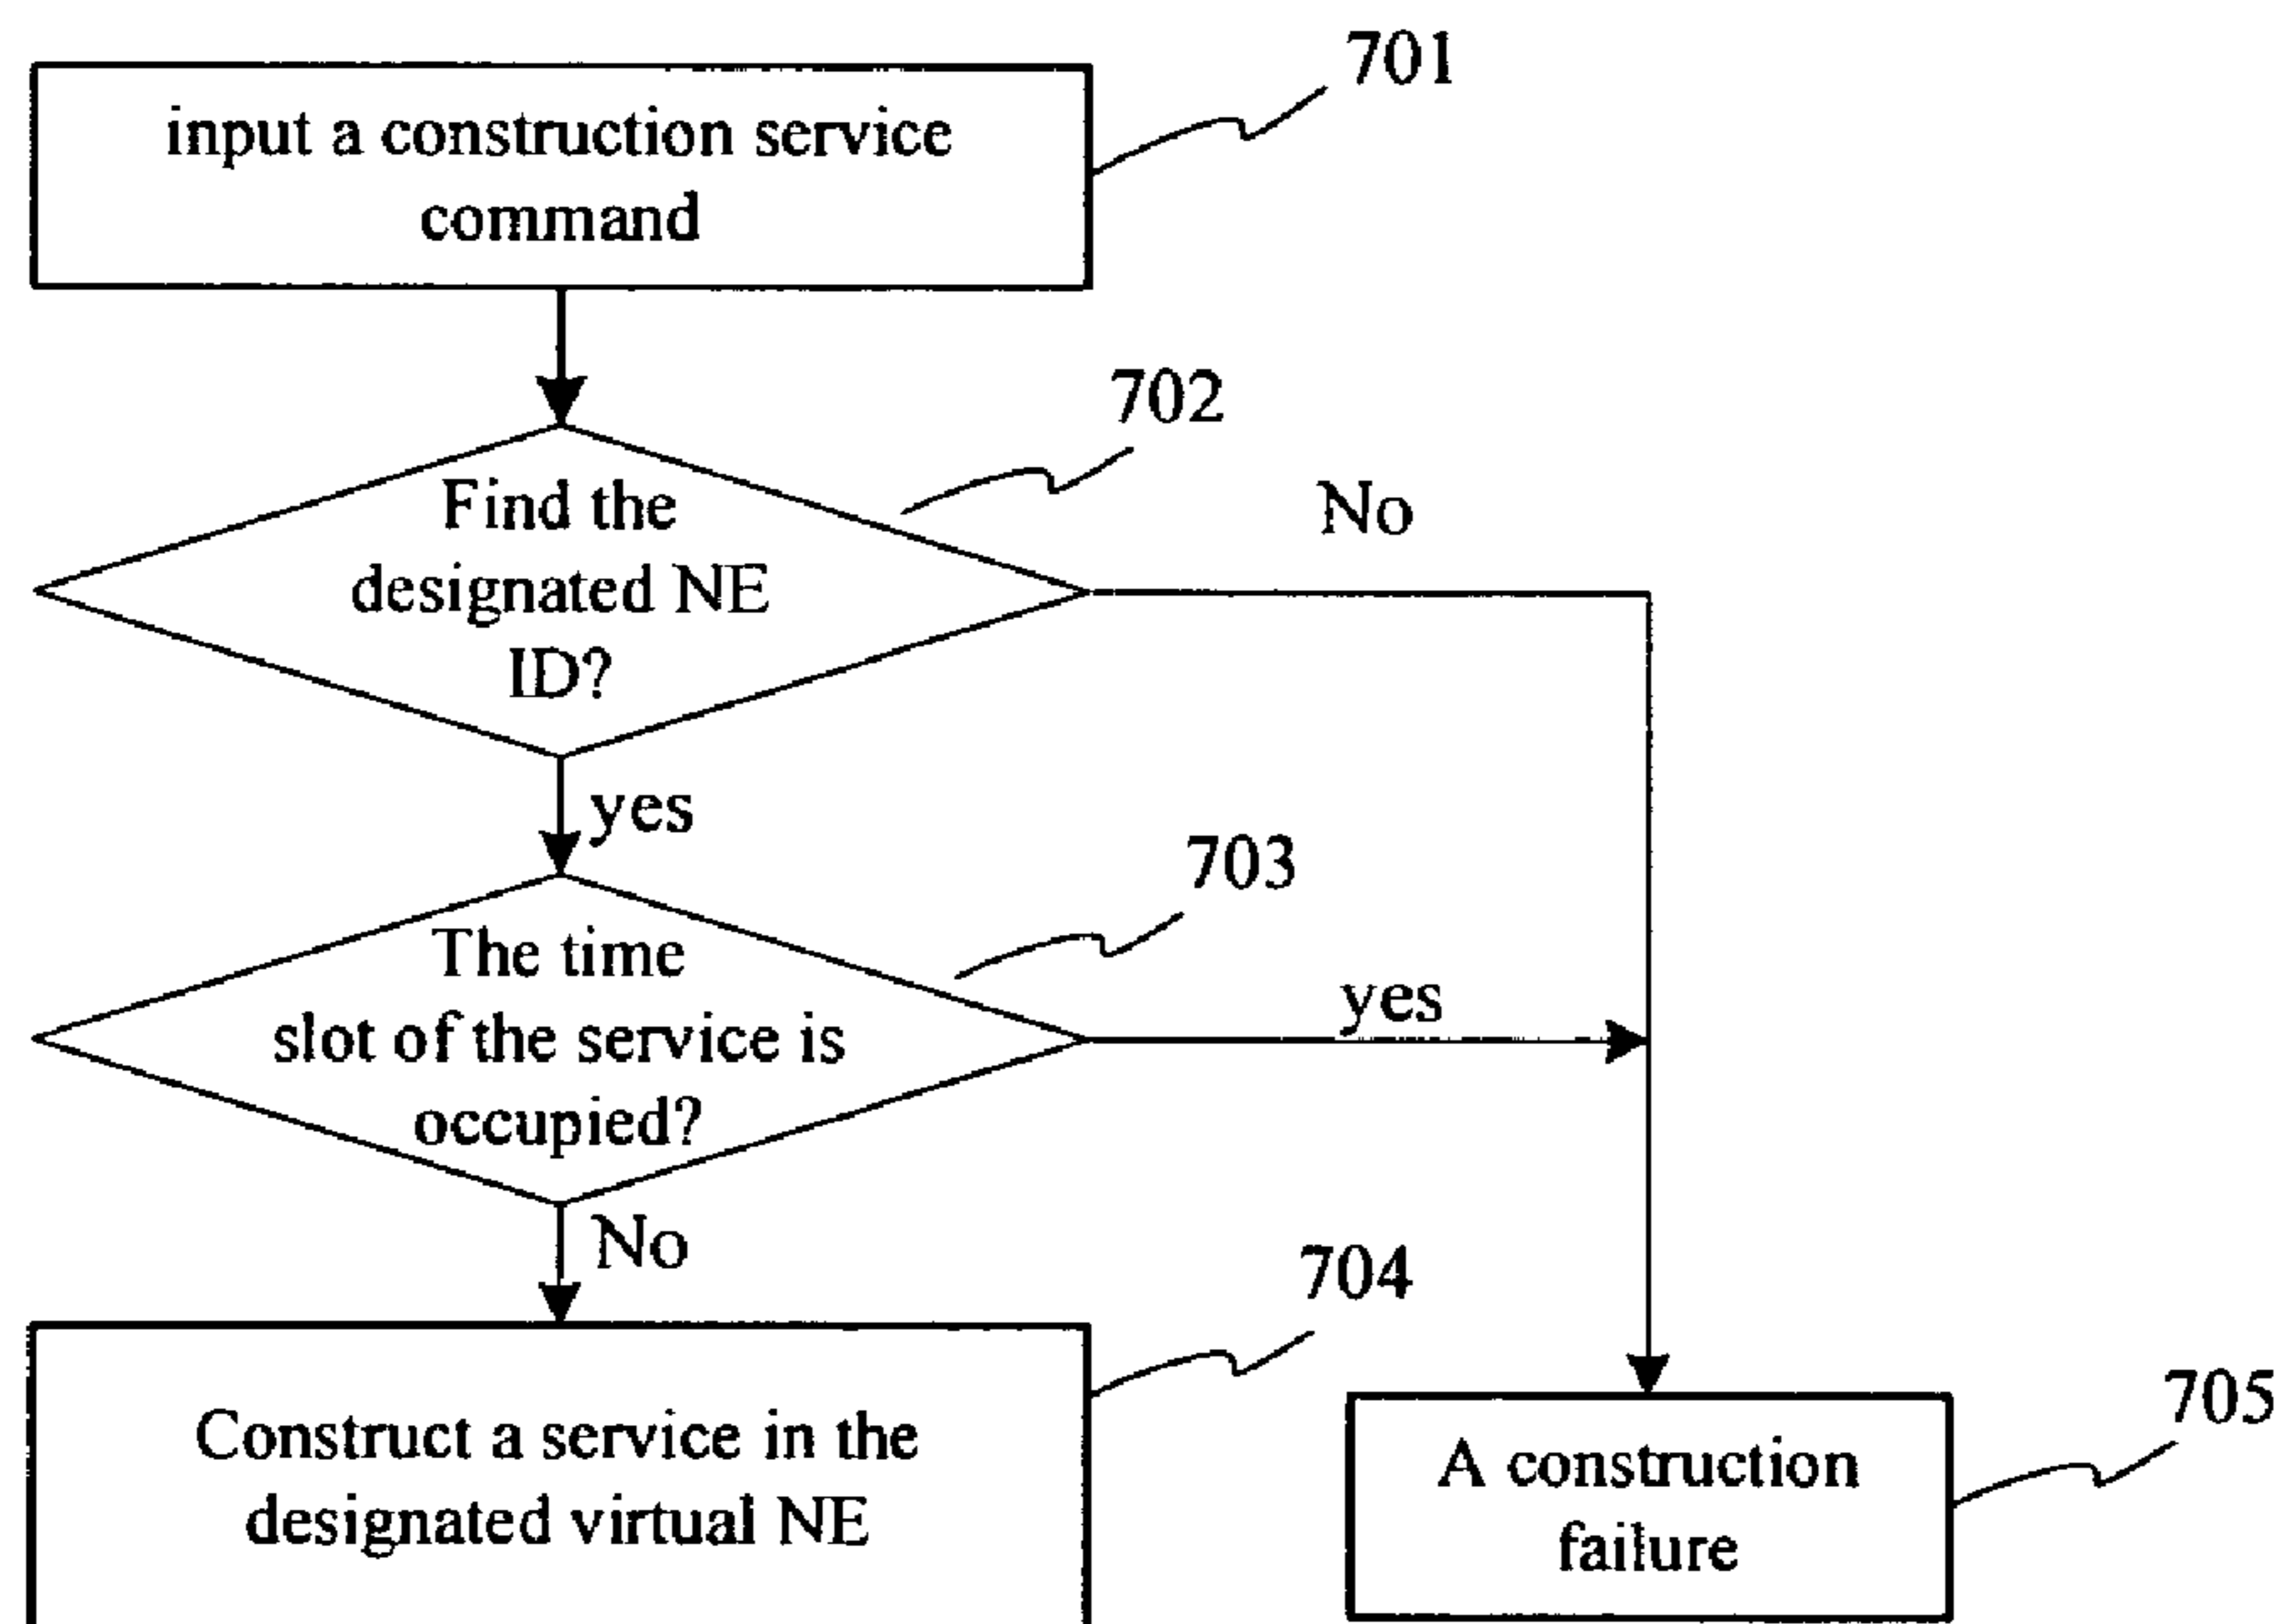 701
input a construction service
command
702
Find the
designated NE
ID?
No
yes
703
The time
slot of the service is
occupied?
yes
No
704
Construct a service in the
designated virtual NE
705
A construction
failure